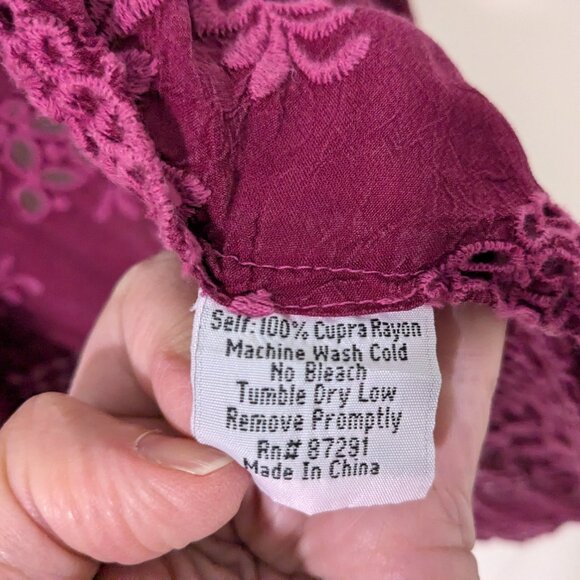 Self: 100% Cupra Rayon
Machine Wash Cold
No Bleach
Tumble Dry Low
Remove Promptly
Rn# 87291
Made In China